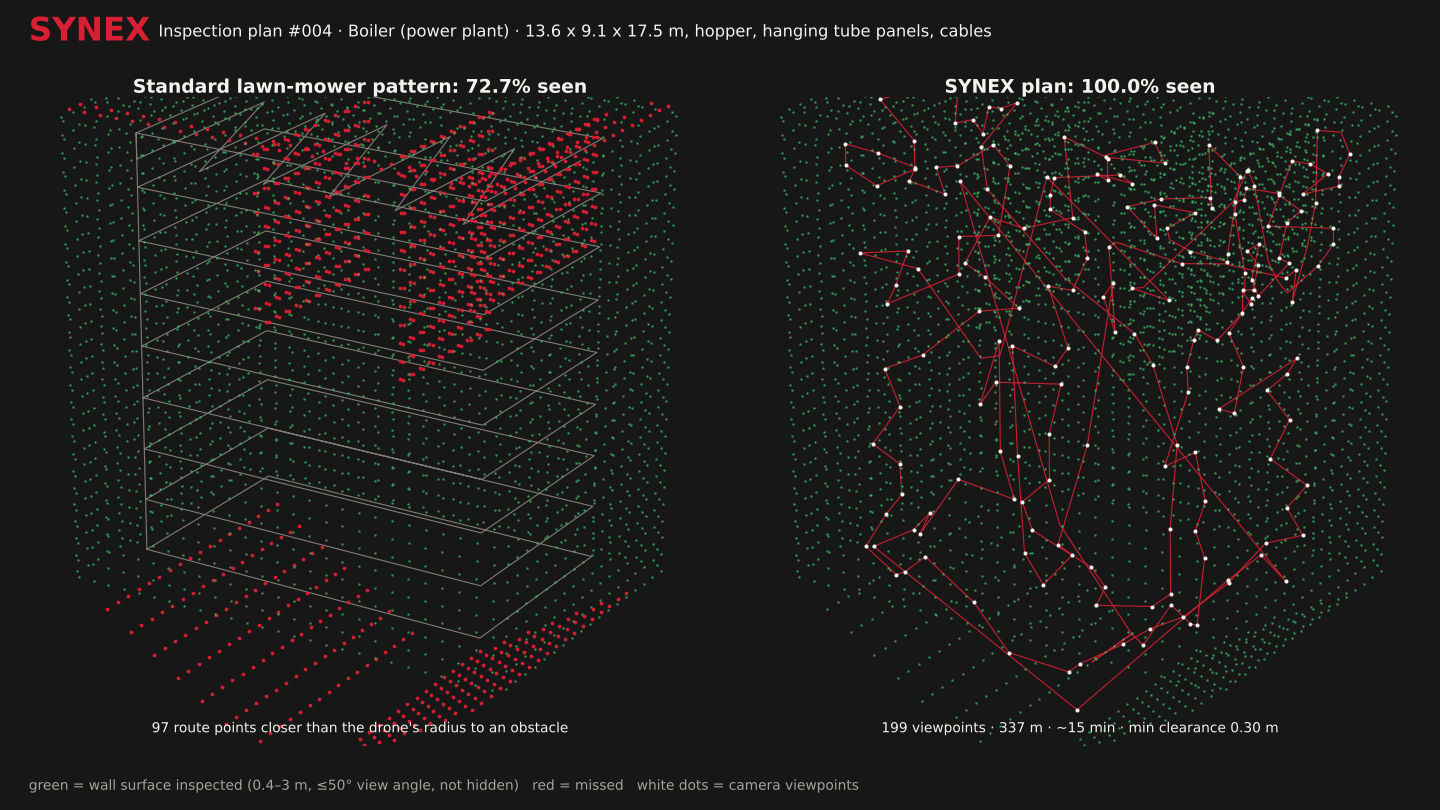 SYNEX Inspection plan #004 · Boiler (power plant) · 13.6 x 9.1 x 17.5 m, hopper, hanging tube panels, cables
Standard lawn-mower pattern: 72.7% seen
SYNEX plan: 100.0% seen
97 route points closer than the drone's radius to an obstacle
199 viewpoints · 337 m · ~15 min · min clearance 0.30 m
green = wall surface inspected (0.4–3 m, ≤50° view angle, not hidden)   red = missed   white dots = camera viewpoints